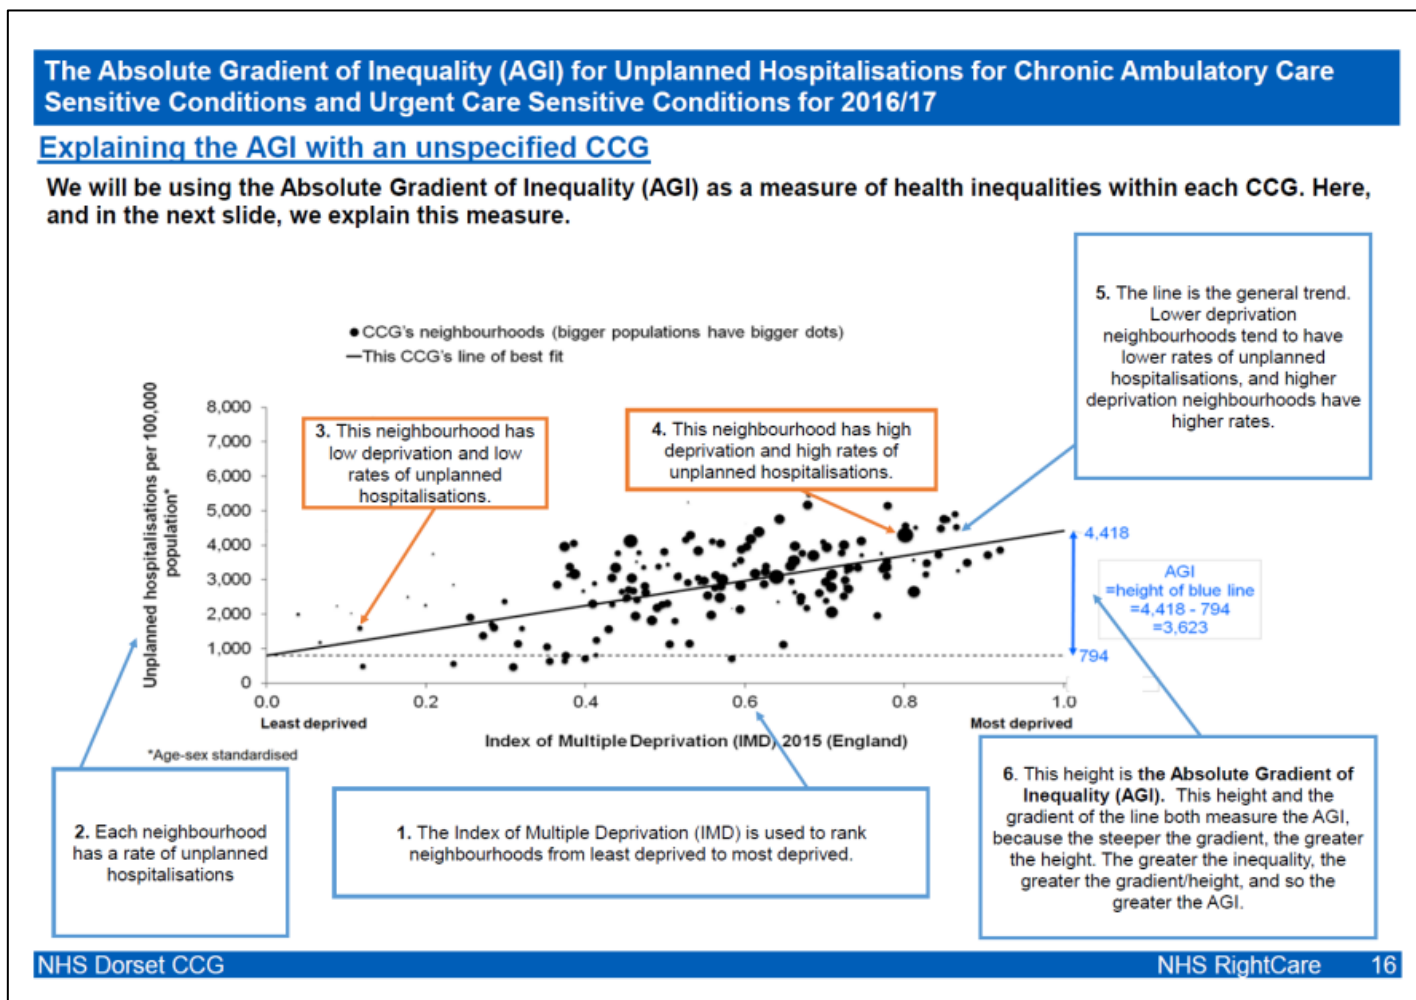 The Absolute Gradient of Inequality (AGI) for Unplanned Hospitalisations for Chronic Ambulatory Care
Sensitive Conditions and Urgent Care Sensitive Conditions for 2016/17
Explaining the AGI with an unspecified CCG
We will be using the Absolute Gradient of Inequality (AGI) as a measure of health inequalities within each CCG. Here,
and in the next slide, we explain this measure.
CCG's neighbourhoods (bigger populations have bigger dots)
This CCG's line of best fit
Unplanned hospitalisations per 100,000
population*
8,000
7,000
6,000
5,000
4,000
3,000
2,000
1,000
0
0.0
0.2
0.4
0.6
0.8
1.0
Least deprived
Most deprived
Index of Multiple Deprivation (IMD) 2015 (England)
*Age-sex standardised
3. This neighbourhood has
low deprivation and low
rates of unplanned
hospitalisations.
4. This neighbourhood has high
deprivation and high rates of
unplanned hospitalisations.
5. The line is the general trend.
Lower deprivation
neighbourhoods tend to have
lower rates of unplanned
hospitalisations, and higher
deprivation neighbourhoods have
higher rates.
4,418
AGI
=height of blue line
=4,418 - 794
=3,623
794
2. Each neighbourhood
has a rate of unplanned
hospitalisations
1. The Index of Multiple Deprivation (IMD) is used to rank
neighbourhoods from least deprived to most deprived.
6. This height is the Absolute Gradient of
Inequality (AGI). This height and the
gradient of the line both measure the AGI,
because the steeper the gradient, the greater
the height. The greater the inequality, the
greater the gradient/height, and so the
greater the AGI.
NHS Dorset CCG
NHS RightCare 16